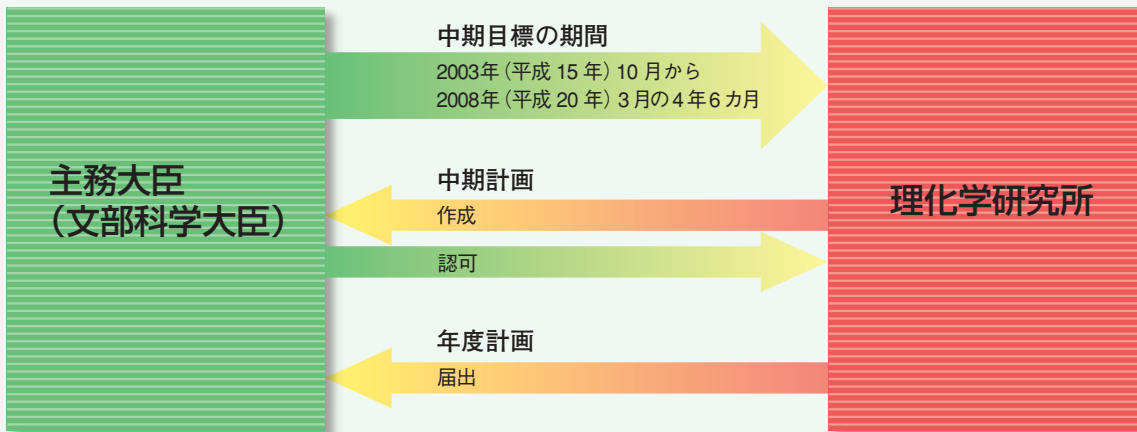 中期目標の期間
2003年（平成 15 年）10 月から
2008年（平成 20 年）3 月の 4 年 6 カ月
主務大臣
（文部科学大臣）
中期計画
作成
認可
理化学研究所
年度計画
届出